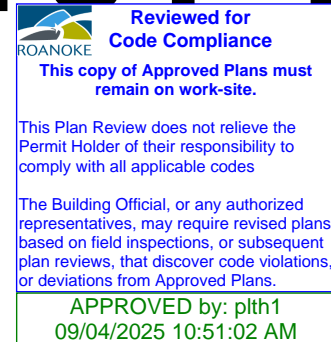 ROANOKE
Reviewed for
Code Compliance
This copy of Approved Plans must
remain on work-site.
This Plan Review does not relieve the
Permit Holder of their responsibility to
comply with all applicable codes
The Building Official, or any authorized
representatives, may require revised plans
based on field inspections, or subsequent
plan reviews, that discover code violations,
or deviations from Approved Plans.
APPROVED by: plth1
09/04/2025 10:51:02 AM